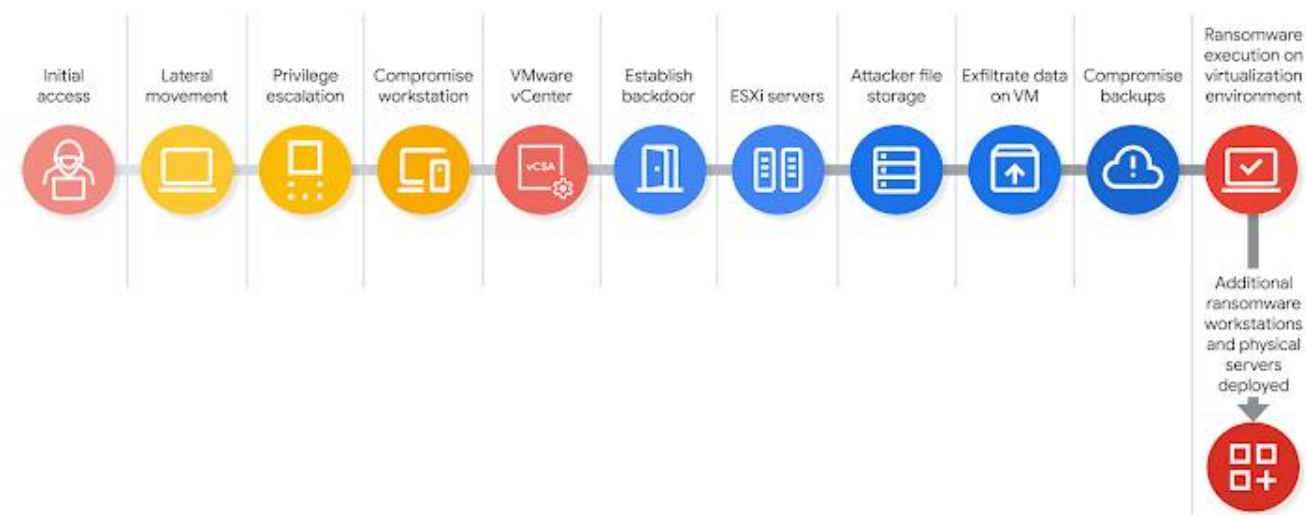 Initial
access
Lateral
movement
Privilege
escalation
Compromise
workstation
VMware
vCenter
vCSA
Establish
backdoor
ESXi servers
Attacker file
storage
Exfiltrate data
on VM
Compromise
backups
Ransomware
execution on
virtualization
environment
Additional
ransomware
workstations
and physical
servers
deployed